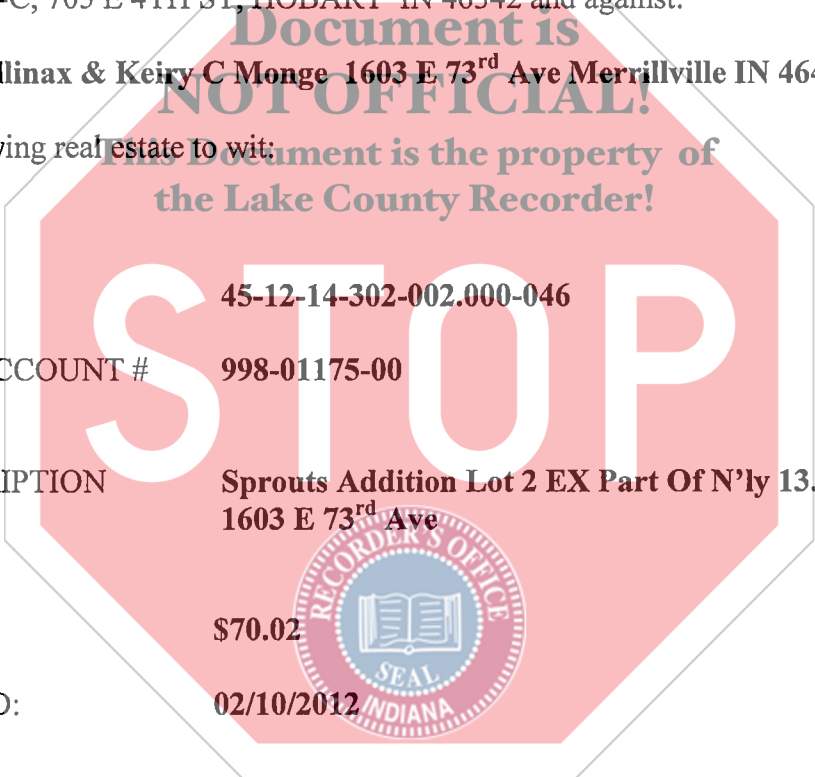 C, 705 E 4TH ST, HOBART IN 46342 and against:
Document is
llinax & Keiry C Monge 1603 E 73rd Ave Merrillville IN 464
NOT OFFICIAL!
ving real estate to wit:
This Document is the property of
the Lake County Recorder!
STOP
45-12-14-302-002.000-046
CCOUNT # 998-01175-00
IPTION Sprouts Addition Lot 2 EX Part Of N'ly 13.
1603 E 73rd Ave
RECORDER'S OFFICE
$70.02
SEAL
INDIANA
D: 02/10/2012